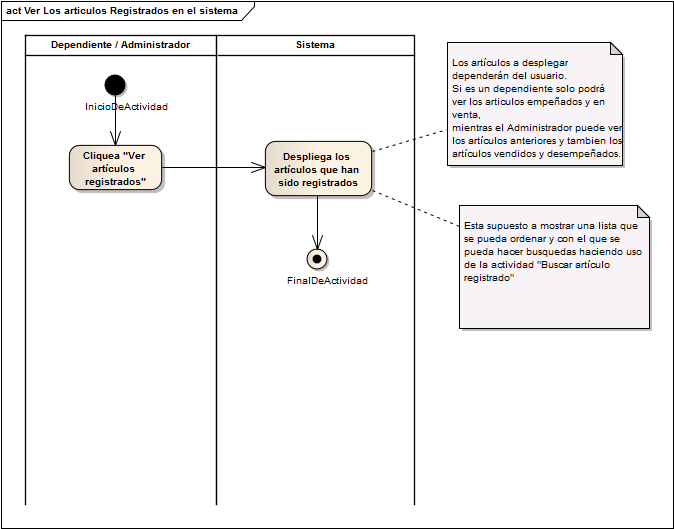 act Ver Los articulos Registrados en el sistema
Dependiente / Administrador
Sistema
InicioDeActividad
Cliquea "Ver
artículos
registrados"
Despliega los
artículos que han
sido registrados
FinalDeActividad
Los artículos a desplegar
dependerán del usuario.
Si es un dependiente solo podrá
ver los articulos empeñados y en
venta,
mientras el Administrador puede ver
los artículos anteriores y tambien los
artículos vendidos y desempeñados.
Esta supuesto a mostrar una lista que
se pueda ordenar y con el que se
pueda hacer busquedas haciendo uso
de la actividad "Buscar artículo
registrado"